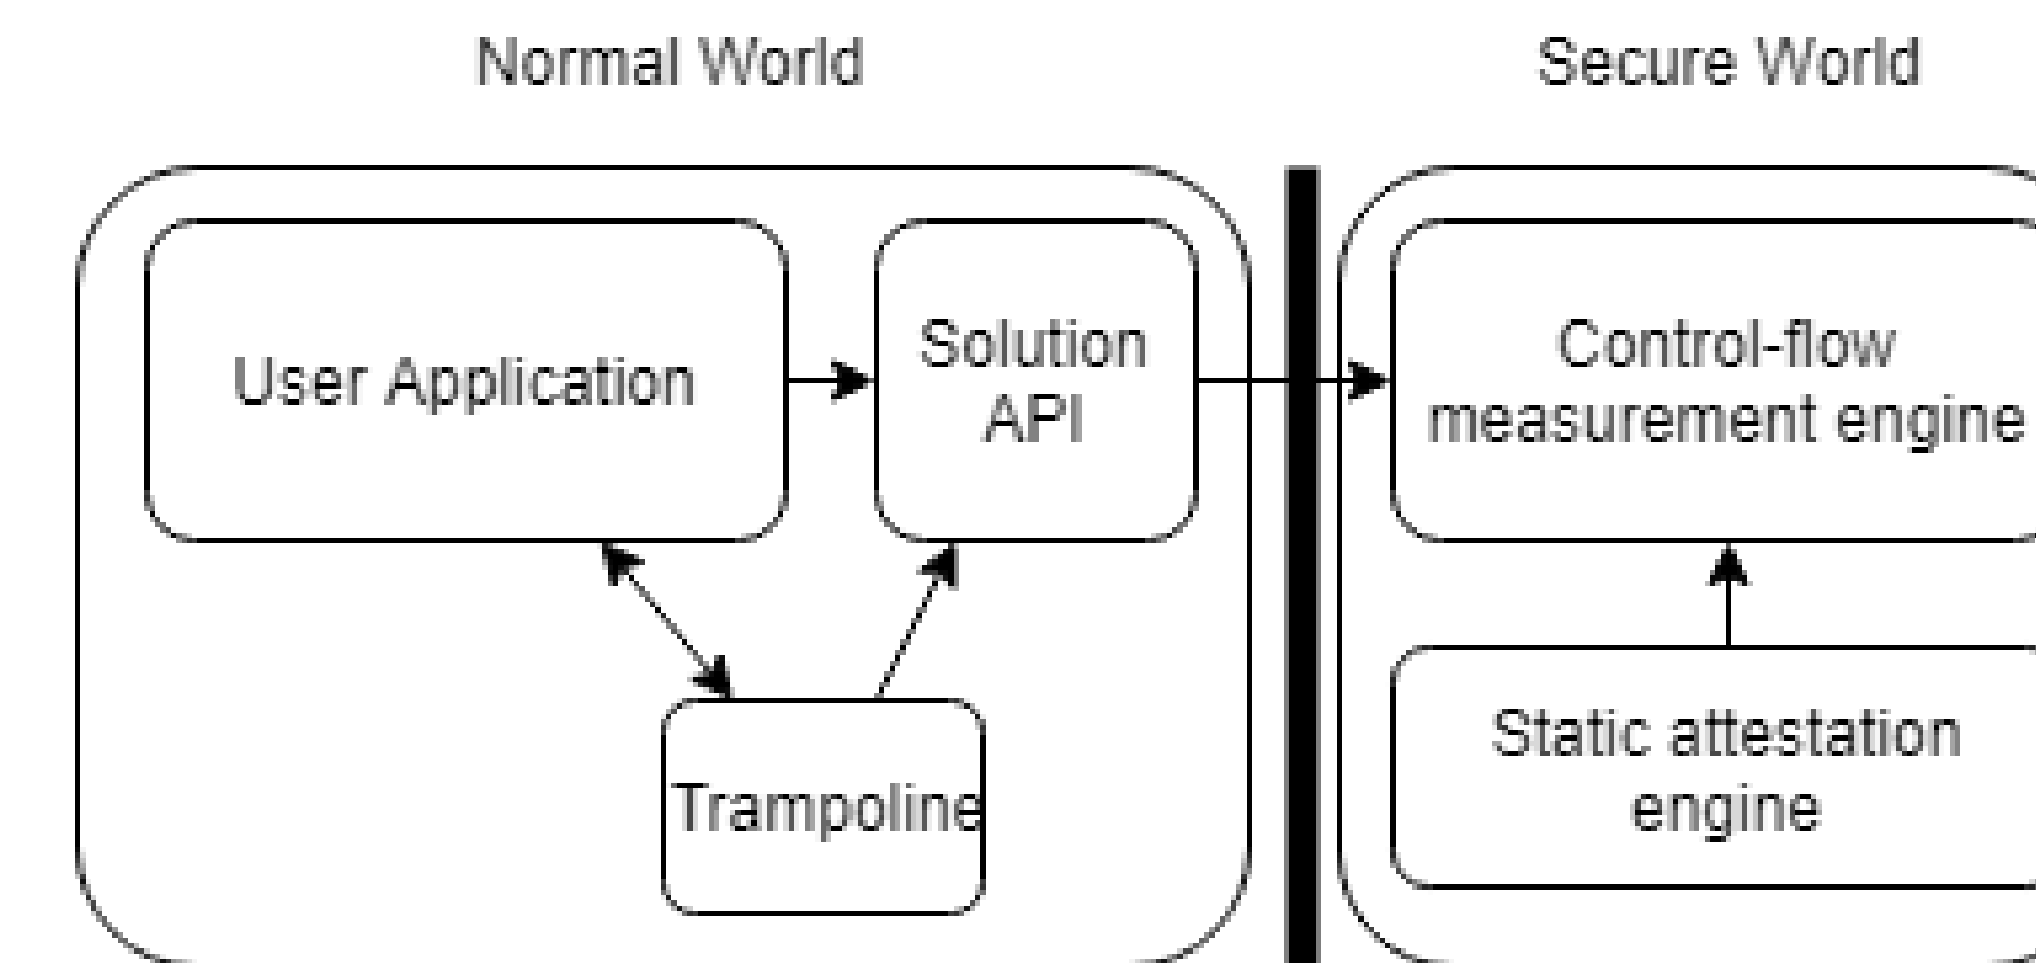 Normal World
Secure World
User Application
Solution
API
Control-flow
measurement engine
Trampoline
Static attestation
engine